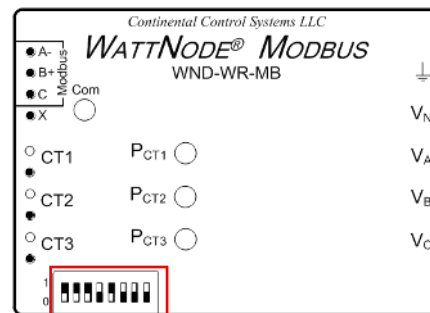 Continental Control Systems LLC
WATTNODE® MODBUS
WND-WR-MB
A-
B+
C
X
Modbus
Com
CT1
CT2
CT3
PCT1
PCT2
PCT3
VN
VA
VB
VC
1
0